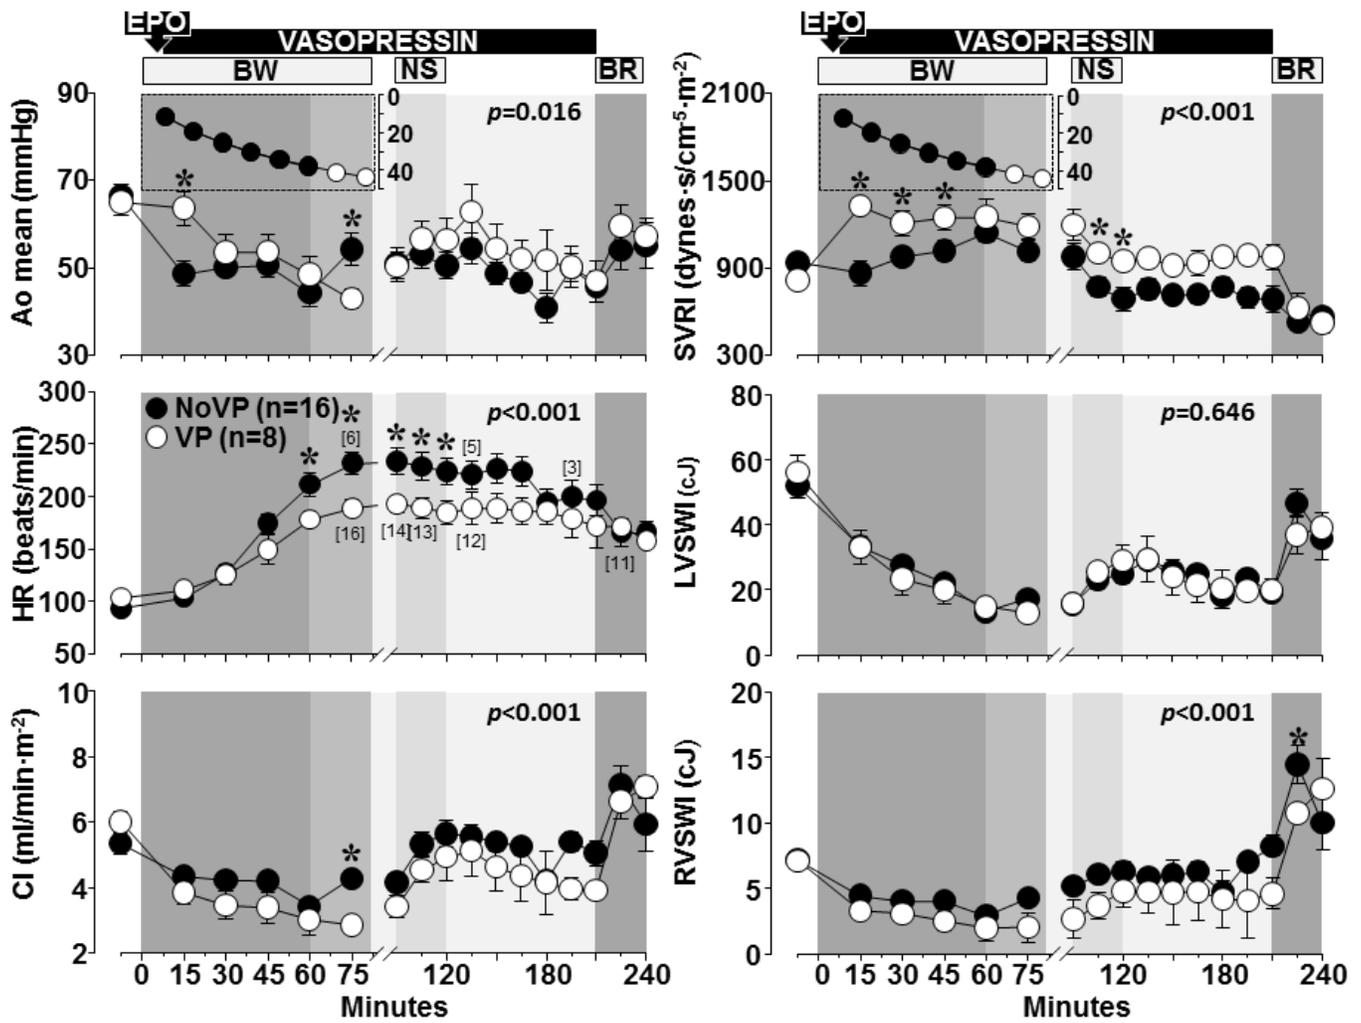 EPO
VASOPRESSIN
BW NS BR
90 70 50 30
Ao mean (mmHg)
0 20 40
p=0.016
* *
EPO
VASOPRESSIN
BW NS BR
2100 1500 900 300
SVRI (dynes·s/cm-5·m-2)
0 20 40
p<0.001
* * * * *
300 250 200 150 100 50
HR (beats/min)
NoVP (n=16)
VP (n=8)
p<0.001
* * * * *
[6] [5] [3]
[16] [14] [13] [12] [11]
80 60 40 20 0
LVSWI (cJ)
p=0.646
10 8 6 4 2
CI (ml/min·m-2)
p<0.001
*
0 15 30 45 60 75 120 180 240
Minutes
20 15 10 5 0
RVSWI (cJ)
p<0.001
*
0 15 30 45 60 75 120 180 240
Minutes